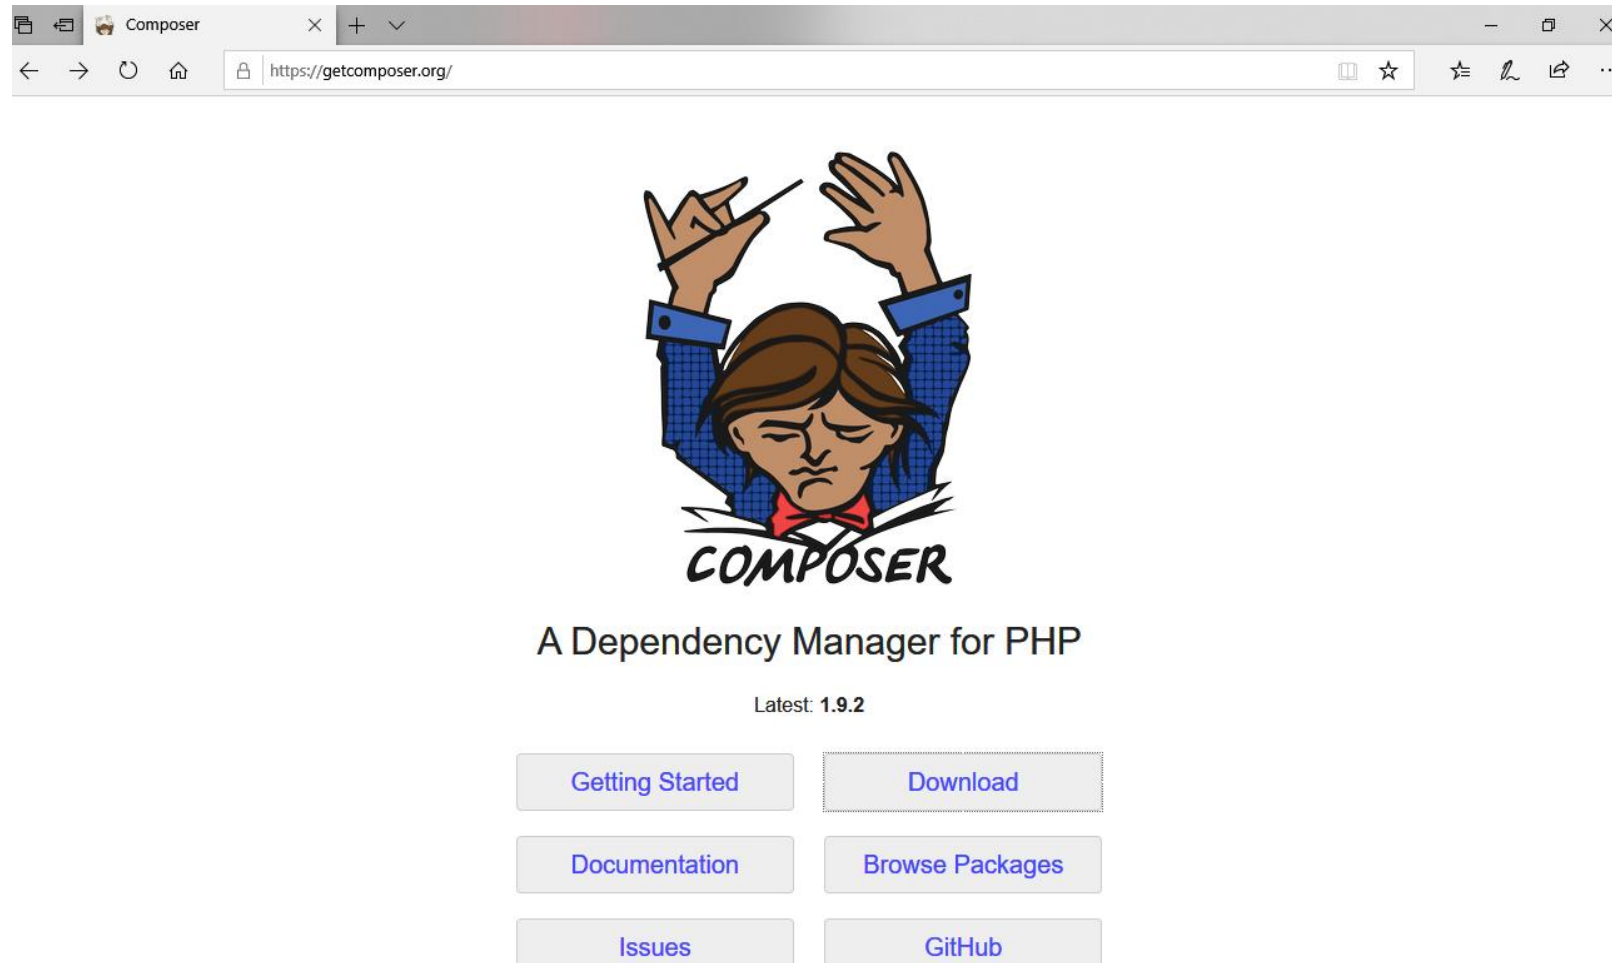 Composer
https://getcomposer.org/
COMPOSER
A Dependency Manager for PHP
Latest: 1.9.2
Getting Started
Download
Documentation
Browse Packages
Issues
GitHub